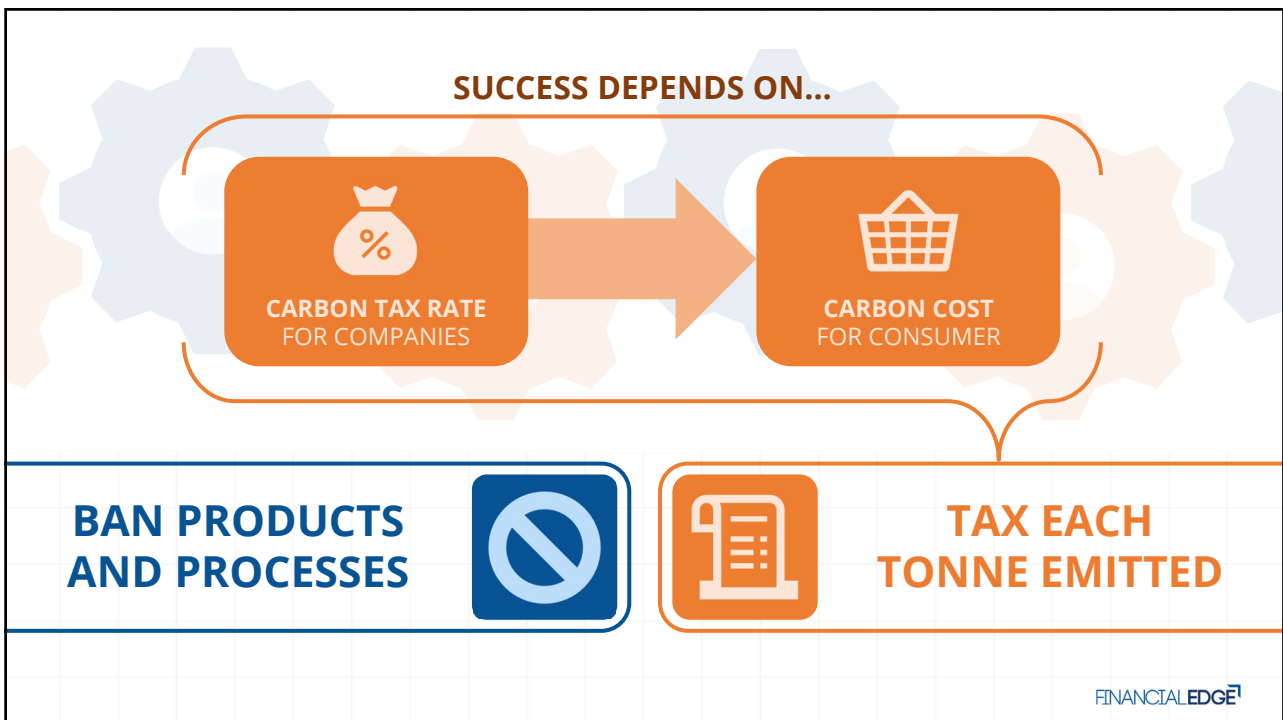 SUCCESS DEPENDS ON...
%
CARBON TAX RATE
FOR COMPANIES
CARBON COST
FOR CONSUMER
BAN PRODUCTS
AND PROCESSES
TAX EACH
TONNE EMITTED
FINANCIALEDGE